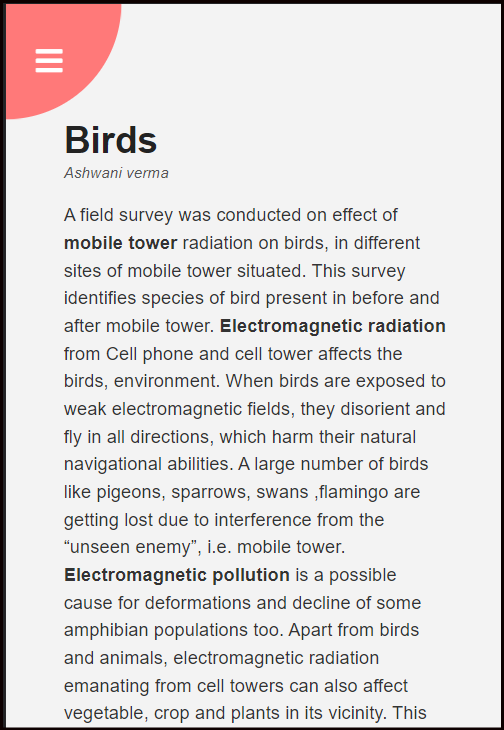 Birds
Ashwani verma
A field survey was conducted on effect of
mobile tower radiation on birds, in different
sites of mobile tower situated. This survey
identifies species of bird present in before and
after mobile tower. Electromagnetic radiation
from Cell phone and cell tower affects the
birds, environment. When birds are exposed to
weak electromagnetic fields, they disorient and
fly in all directions, which harm their natural
navigational abilities. A large number of birds
like pigeons, sparrows, swans ,flamingo are
getting lost due to interference from the
“unseen enemy”, i.e. mobile tower.
Electromagnetic pollution is a possible
cause for deformations and decline of some
amphibian populations too. Apart from birds
and animals, electromagnetic radiation
emanating from cell towers can also affect
vegetable, crop and plants in its vicinity. This